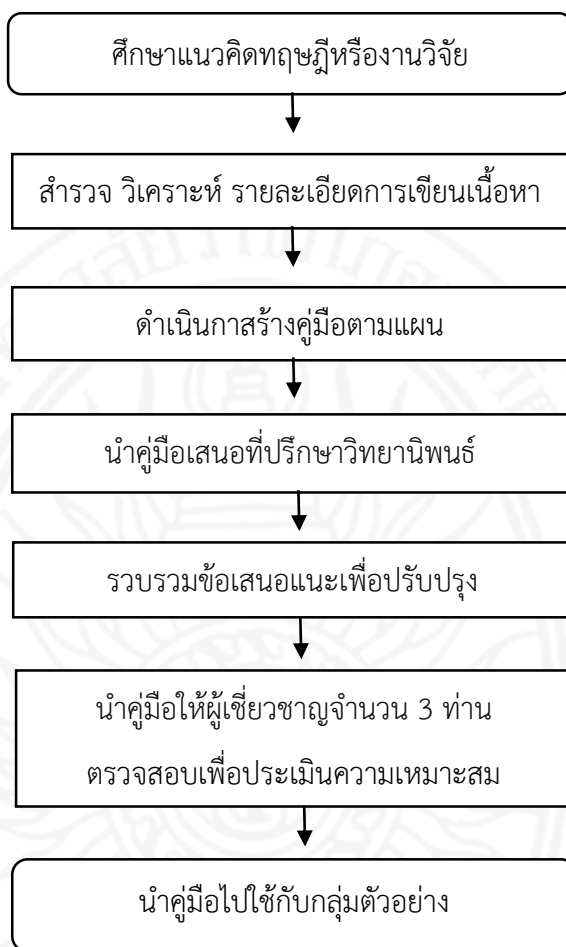 ศึกษาแนวคิดทฤษฎีหรืองานวิจัย
สำรวจ วิเคราะห์ รายละเอียดการเขียนเนื้อหา
ดำเนินกาสร้างคู่มือตามแผน
นำคู่มือเสนอที่ปรึกษาวิทยานิพนธ์
รวบรวมข้อเสนอแนะเพื่อปรับปรุง
นำคู่มือให้ผู้เชี่ยวชาญจำนวน 3 ท่าน
ตรวจสอบเพื่อประเมินความเหมาะสม
นำคู่มือไปใช้กับกลุ่มตัวอย่าง